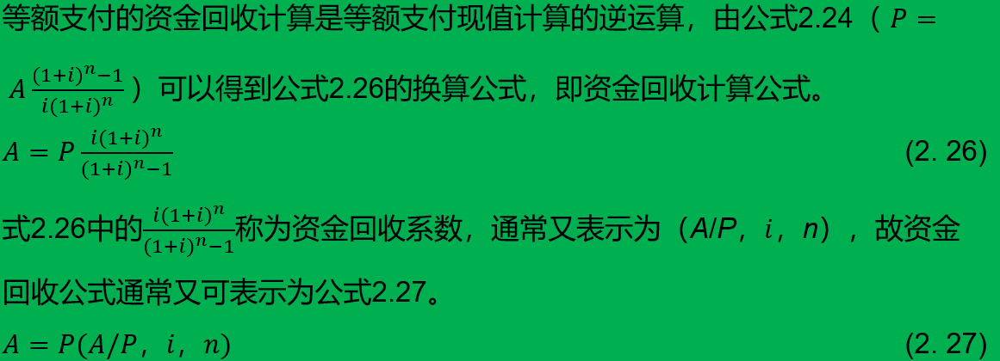 等额支付的资金回收计算是等额支付现值计算的逆运算，由公式2.24（ P =
A \frac{(1+i)^n-1}{i(1+i)^n} ）可以得到公式2.26的换算公式，即资金回收计算公式。
A = P \frac{i(1+i)^n}{(1+i)^n-1} (2. 26)
式2.26中的\frac{i(1+i)^n}{(1+i)^n-1}称为资金回收系数，通常又表示为（A/P，i，n），故资金
回收公式通常又可表示为公式2.27。
A = P(A/P，i，n) (2. 27)